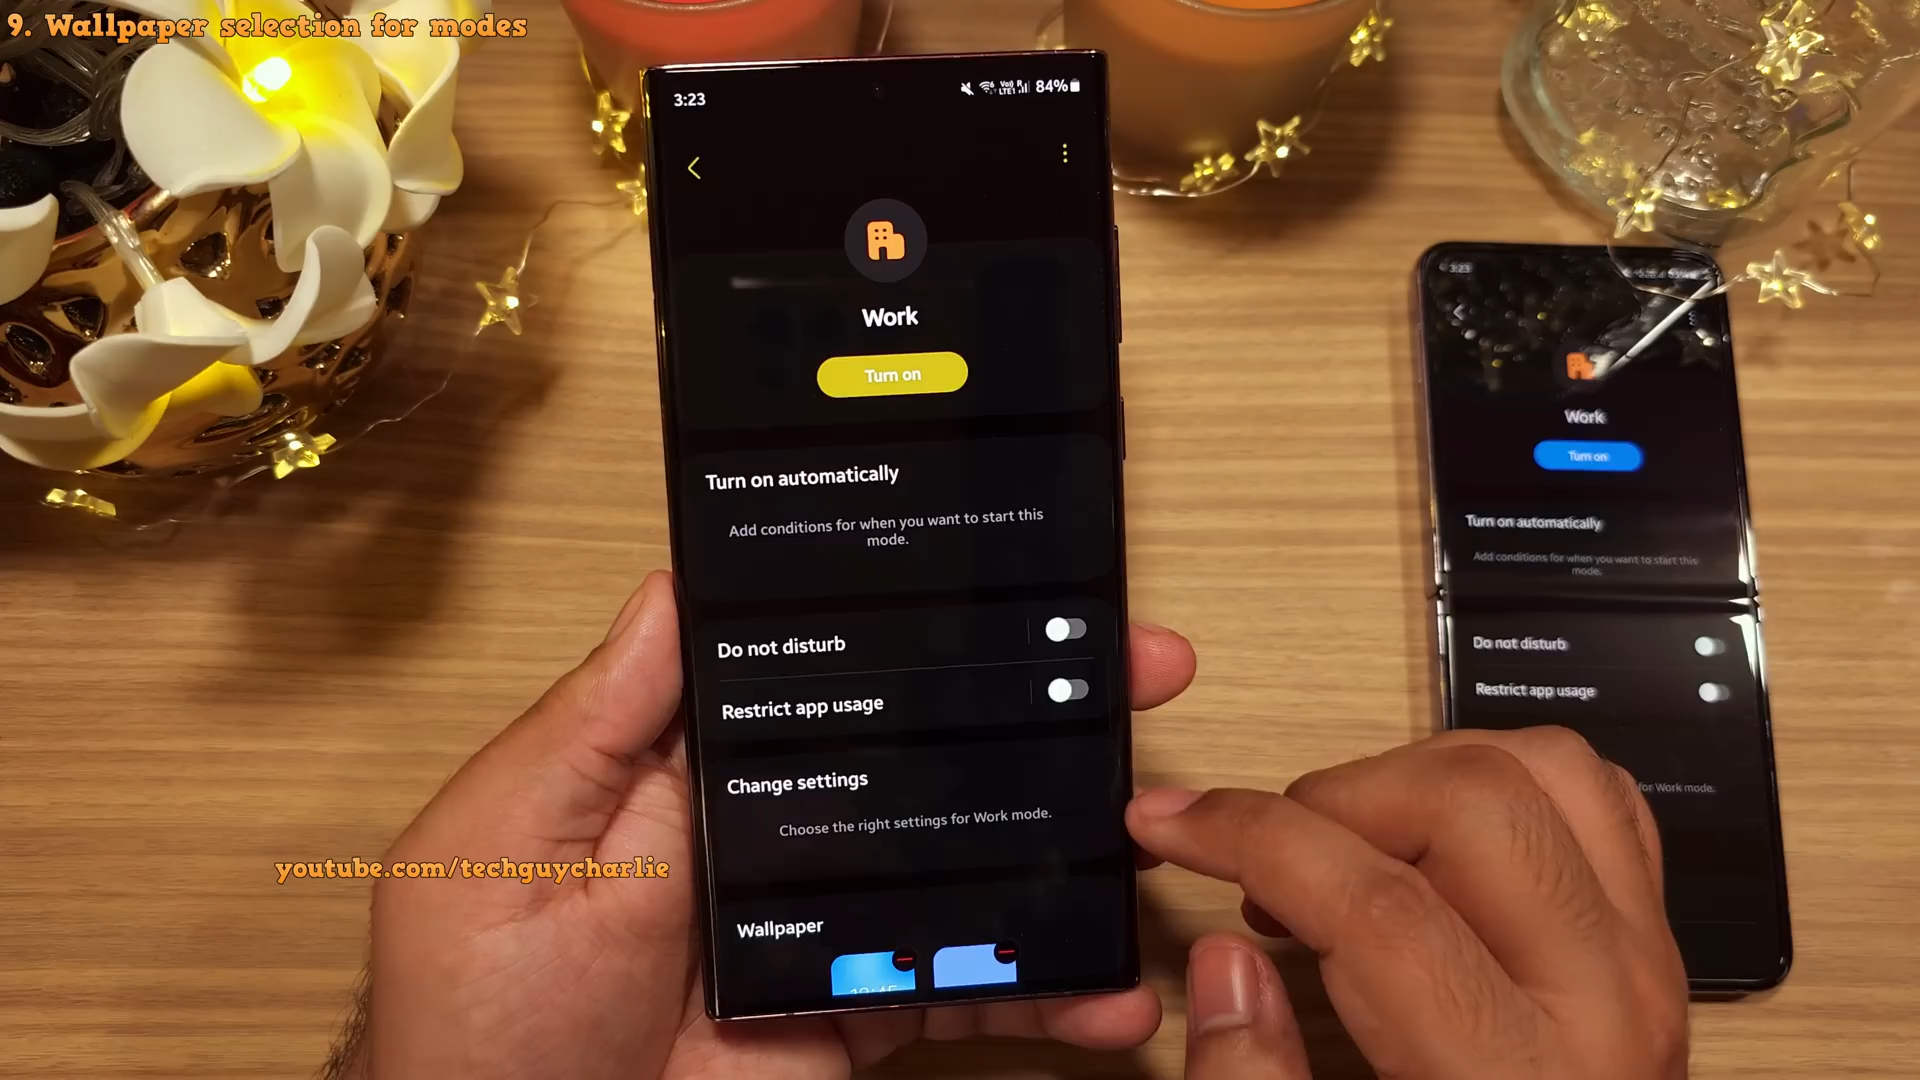 9. Wallpaper selection for modes
3:23
84%
Work
Turn on
Turn on automatically
Add conditions for when you want to start this
mode.
Do not disturb
Restrict app usage
Change settings
Choose the right settings for Work mode.
Wallpaper
youtube.com/techguycharlie
3:23
Work
Turn on
Turn on automatically
Add conditions for when you want to start this
mode.
Do not disturb
Restrict app usage
for Work mode.